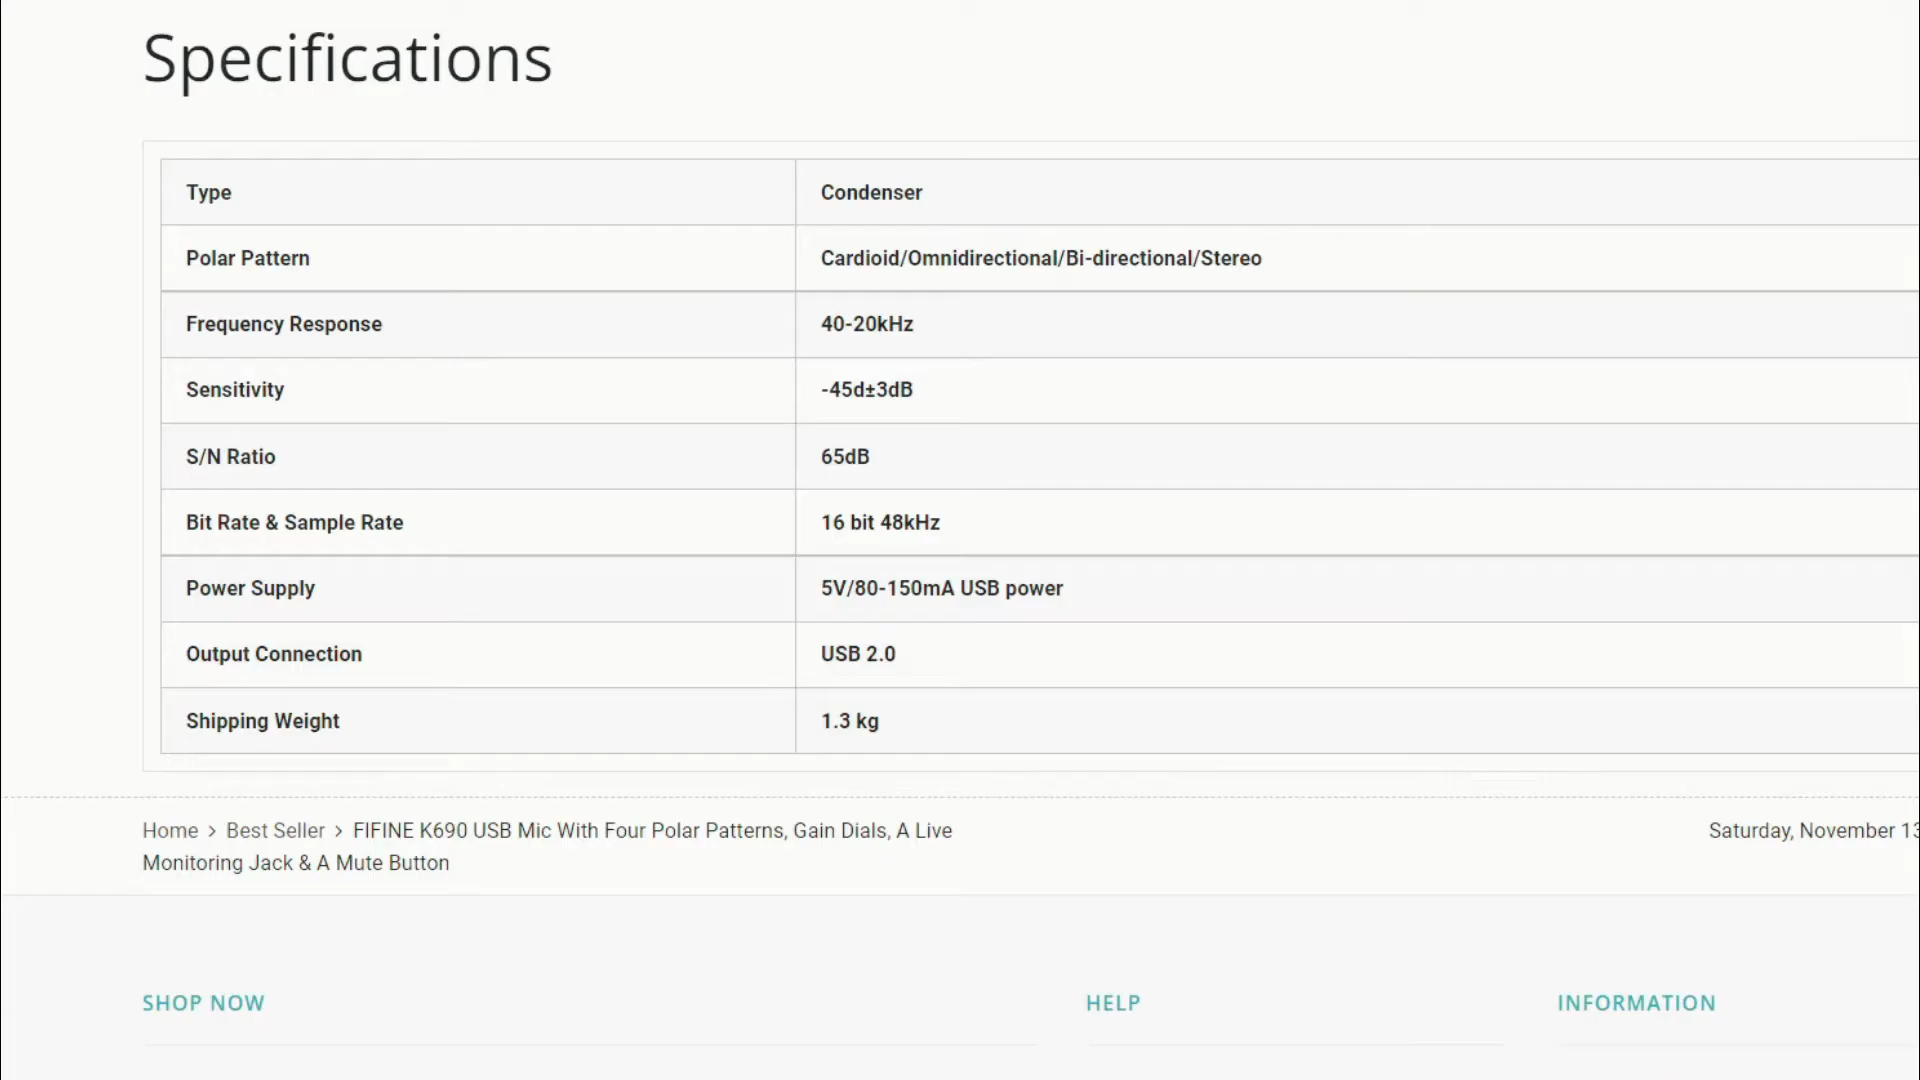 Specifications
Type Condenser
Polar Pattern Cardioid/Omnidirectional/Bi-directional/Stereo
Frequency Response 40-20kHz
Sensitivity -45d±3dB
S/N Ratio 65dB
Bit Rate & Sample Rate 16 bit 48kHz
Power Supply 5V/80-150mA USB power
Output Connection USB 2.0
Shipping Weight 1.3 kg
Home > Best Seller > FIFINE K690 USB Mic With Four Polar Patterns, Gain Dials, A Live
Monitoring Jack & A Mute Button
Saturday, November 13
SHOP NOW HELP INFORMATION